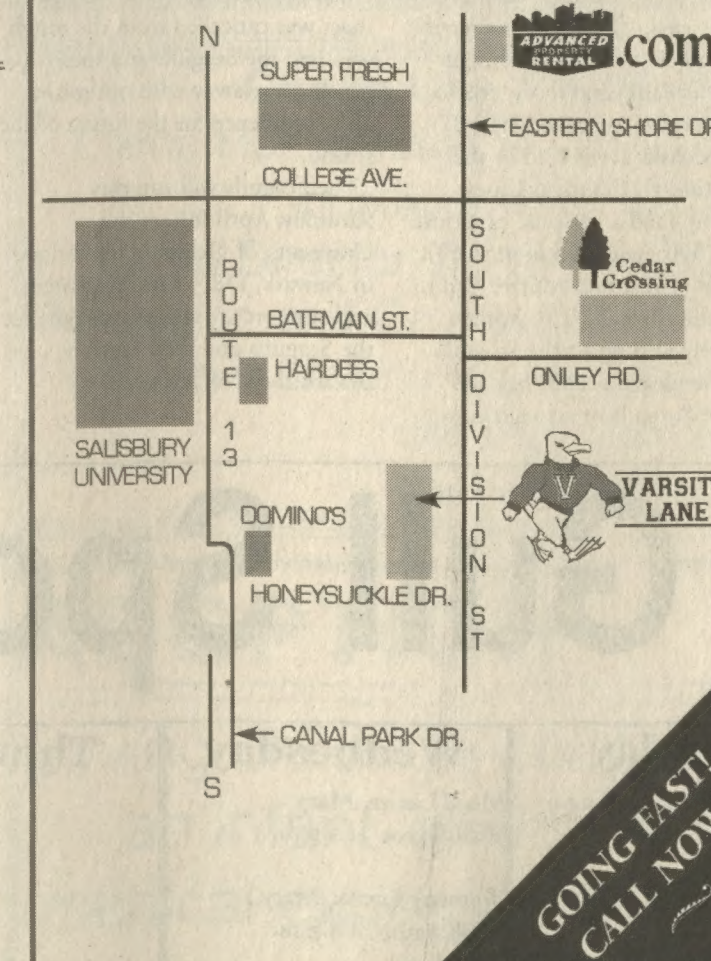 N
ADVANCED
PROPERTY
RENTAL
.com
SUPER FRESH
EASTERN SHORE DR
COLLEGE AVE.
ROUTE 13
SOUTH DIVISION ST
Cedar
Crossing
BATEMAN ST.
HARDEES
ONLEY RD.
SALISBURY
UNIVERSITY
V
VARSIT
LANE
DOMINO'S
HONEYSUCKLE DR.
CANAL PARK DR.
S
GOING FAST!
CALL NOW